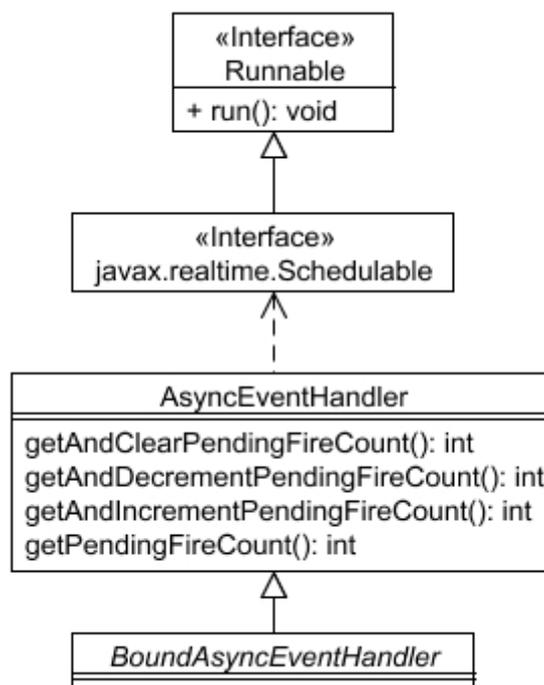 «Interface»
Runnable
+ run(): void
«Interface»
javax.realtime.Schedulable
AsyncEventHandler
getAndClearPendingFireCount(): int
getAndDecrementPendingFireCount(): int
getAndIncrementPendingFireCount(): int
getPendingFireCount(): int
BoundAsyncEventHandler